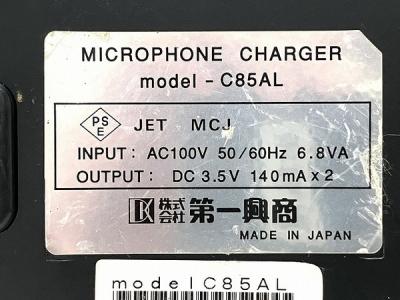 MICROPHONE CHARGER
model - C85AL
PS
E
JET MCJ
INPUT: AC100V 50/60Hz 6.8VA
OUTPUT: DC 3.5V 140mA×2
DK 株式会社 第一興商
MADE IN JAPAN
model C85AL